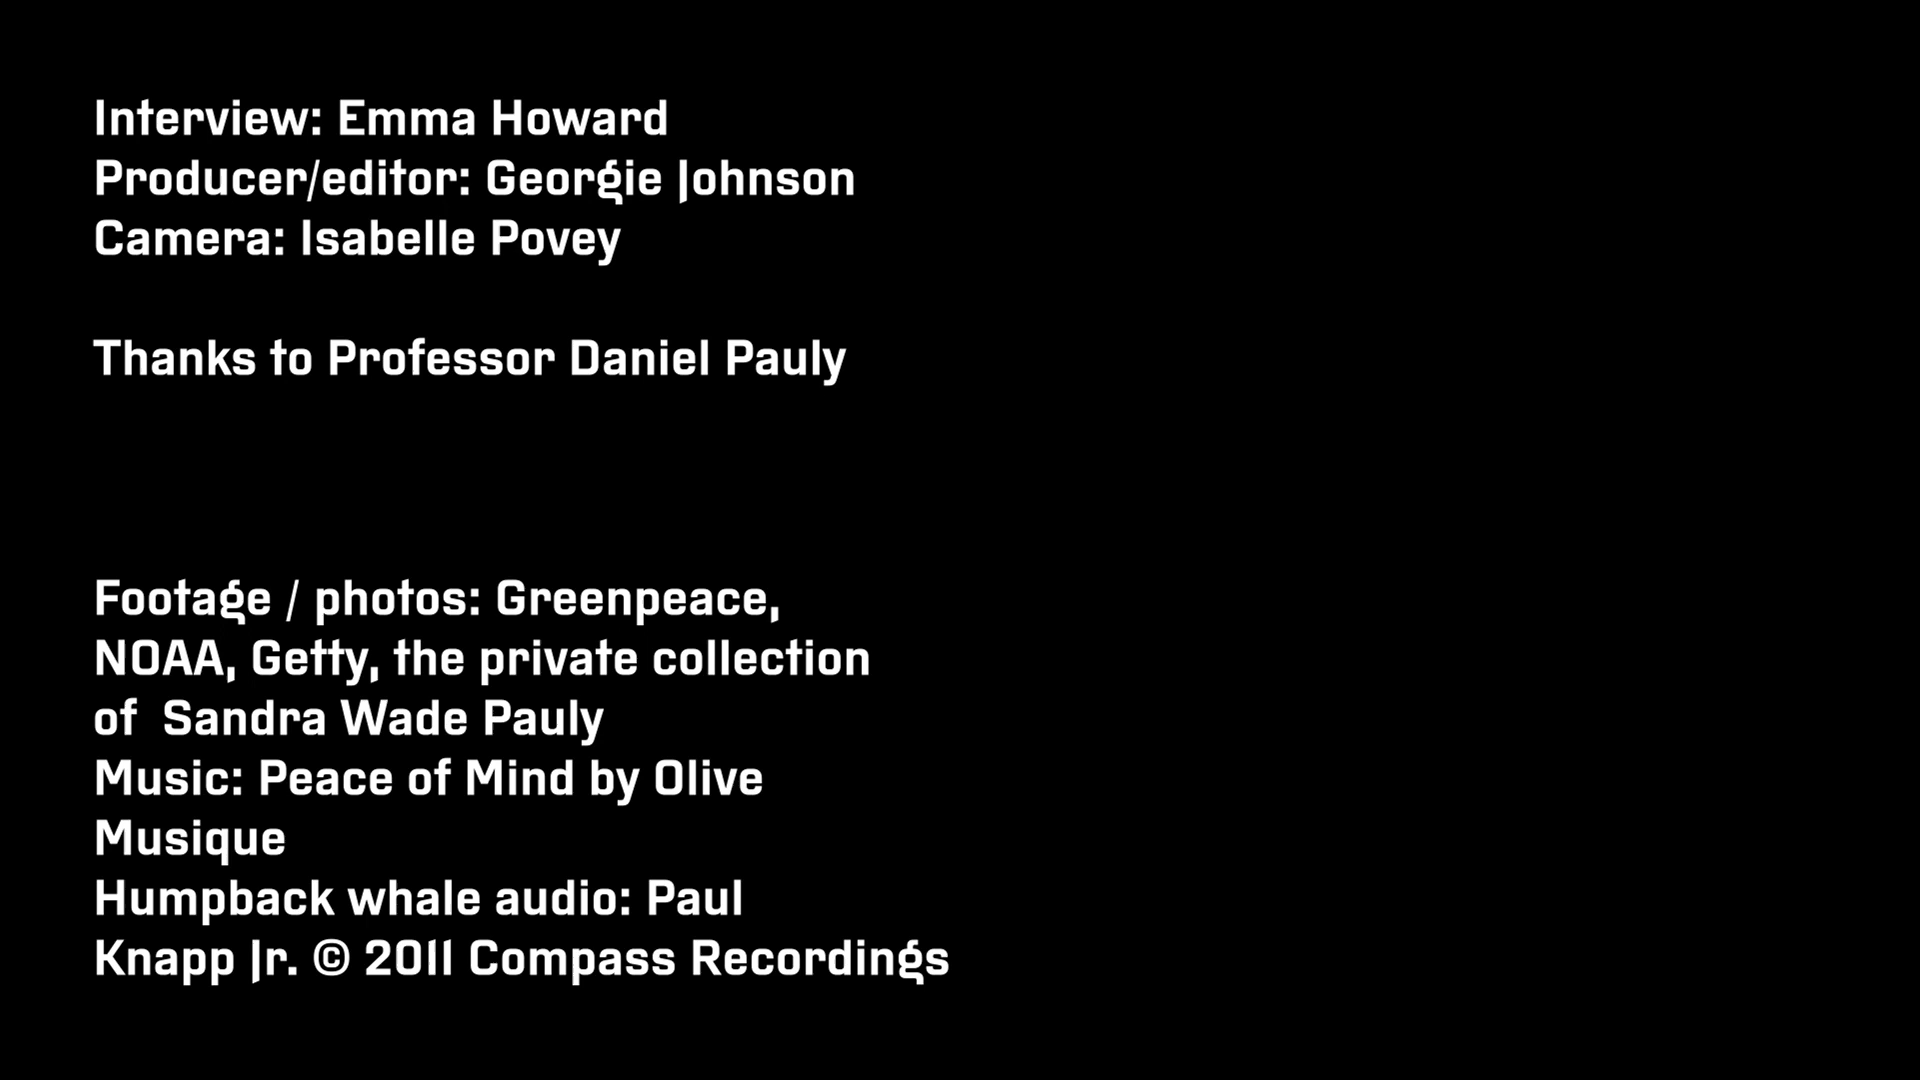 Interview: Emma Howard
Producer/editor: Georgie Johnson
Camera: Isabelle Povey
Thanks to Professor Daniel Pauly
Footage / photos: Greenpeace,
NOAA, Getty, the private collection
of  Sandra Wade Pauly
Music: Peace of Mind by Olive
Musique
Humpback whale audio: Paul
Knapp Jr. © 2011 Compass Recordings